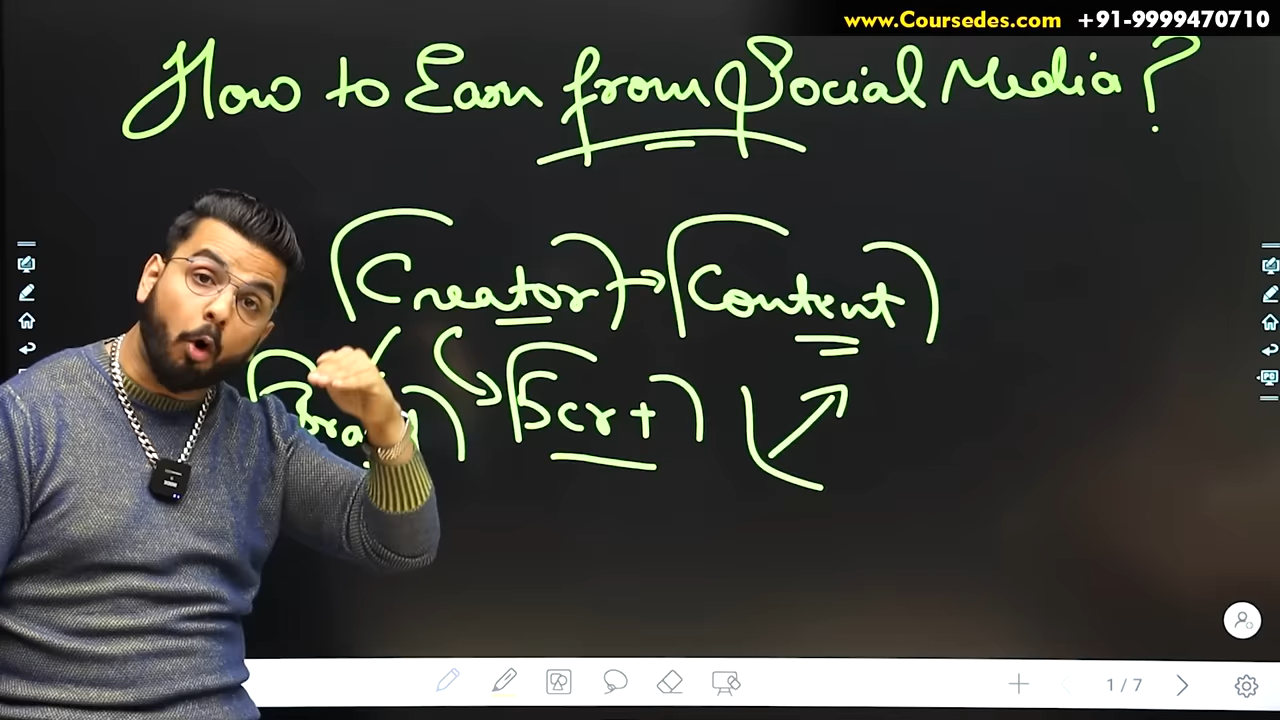 www.Coursedes.com +91-9999470710
How to Earn from Social Media?
Creator → Content
Scr+
1 / 7